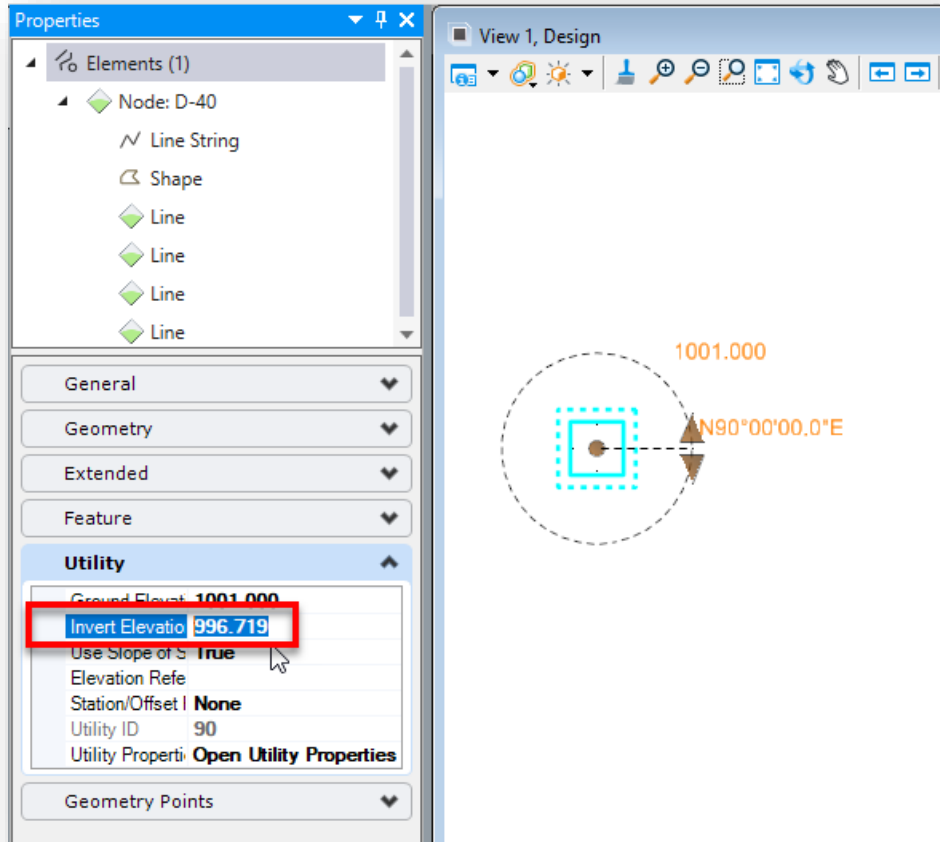 Properties
Elements (1)
Node: D-40
Line String
Shape
Line
Line
Line
Line
General
Geometry
Extended
Feature
Utility
Ground Elevati 1001.000
Invert Elevatio 996.719
Use Slope of S True
Elevation Refe
Station/Offset I None
Utility ID 90
Utility Properti Open Utility Properties
Geometry Points
View 1, Design
1001.000
N90°00'00.0"E